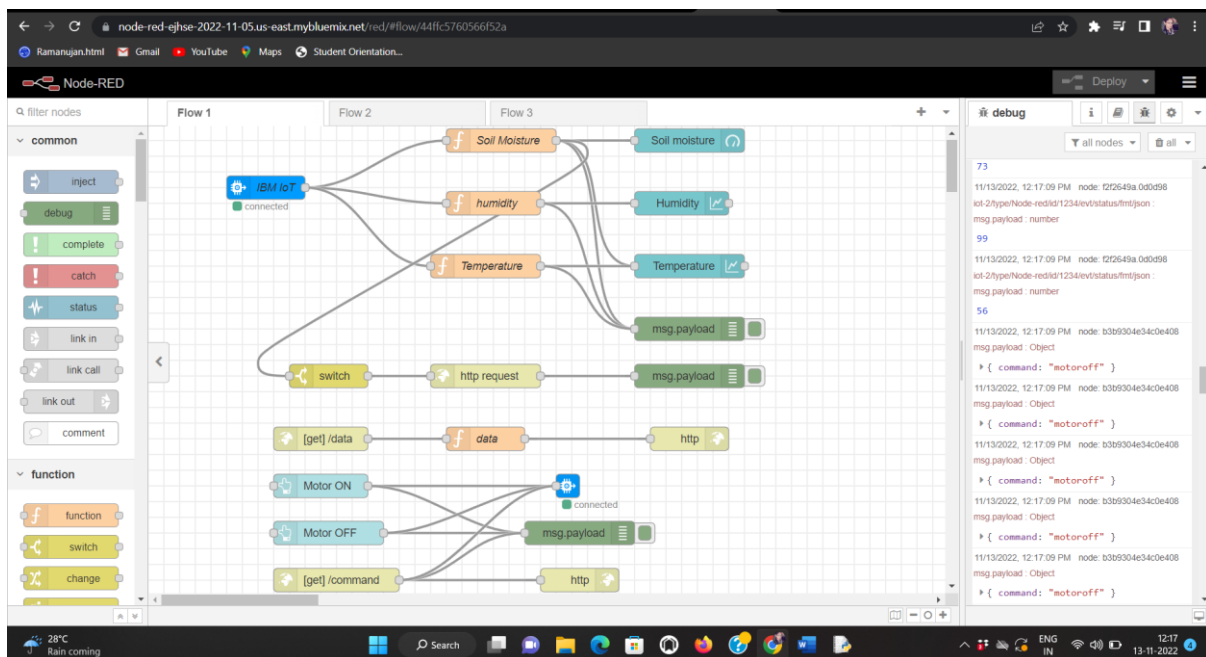 node-red-ejhse-2022-11-05.us-east.mybluemix.net/red/#flow/44ffc5760566f52a
Ramanujan.html Gmail YouTube Maps Student Orientation...
Node-RED
Deploy
filter nodes
Flow 1 Flow 2 Flow 3
debug
i
all nodes
all
common
inject
debug
complete
catch
status
link in
link call
link out
comment
function
function
switch
change
IBM IoT
connected
Soil Moisture
Soil moisture
humidity
Humidity
Temperature
Temperature
msg.payload
switch
http request
msg.payload
[get] /data
data
http
Motor ON
connected
Motor OFF
msg.payload
[get] /command
http
73
11/13/2022, 12:17:09 PM node: f2f2649a.0d0d98
iot-2/type/Node-red/id/1234/evt/status/fmt/json :
msg.payload : number
99
11/13/2022, 12:17:09 PM node: f2f2649a.0d0d98
iot-2/type/Node-red/id/1234/evt/status/fmt/json :
msg.payload : number
56
11/13/2022, 12:17:09 PM node: b3b9304e34c0e408
msg.payload : Object
{ command: "motoroff" }
11/13/2022, 12:17:09 PM node: b3b9304e34c0e408
msg.payload : Object
{ command: "motoroff" }
11/13/2022, 12:17:09 PM node: b3b9304e34c0e408
msg.payload : Object
{ command: "motoroff" }
11/13/2022, 12:17:09 PM node: b3b9304e34c0e408
msg.payload : Object
{ command: "motoroff" }
11/13/2022, 12:17:09 PM node: b3b9304e34c0e408
msg.payload : Object
{ command: "motoroff" }
28°C
Rain coming
Search
ENG
IN
12:17
13-11-2022
4